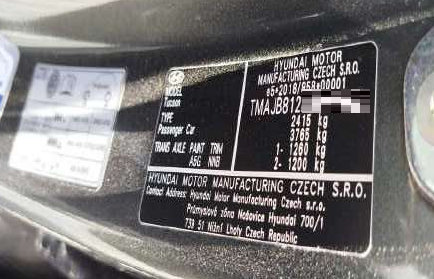 HYUNDAI MOTOR
MANUFACTURING CZECH S.R.O.
e5*2018/858*00001
MODEL
Tucson
TMAJB812
TYPE
Passenger Car
2415 kg
3765 kg
TRANS AXLE PAINT TRIM
1- 1260 kg
A5G NNB
2- 1200 kg
HYUNDAI MOTOR MANUFACTURING CZECH S.R.O.
Contact Address: Hyundai Motor Manufacturing Czech s.r.o.
Průmyslová zóna Nošovice Hyundai 700/1
739 51 Nižní Lhoty Czech Republic